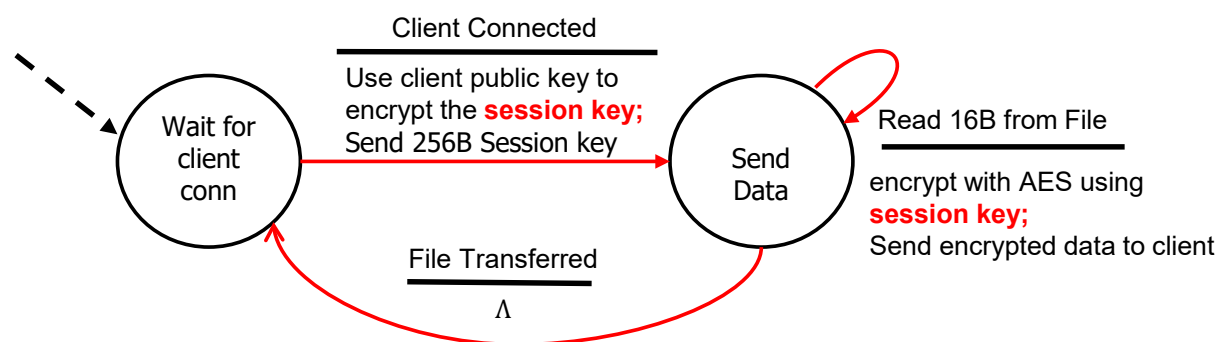 Client Connected
Use client public key to
encrypt the session key;
Send 256B Session key
Wait for
client
conn
Send
Data
Read 16B from File
encrypt with AES using
session key;
Send encrypted data to client
File Transferred
Λ